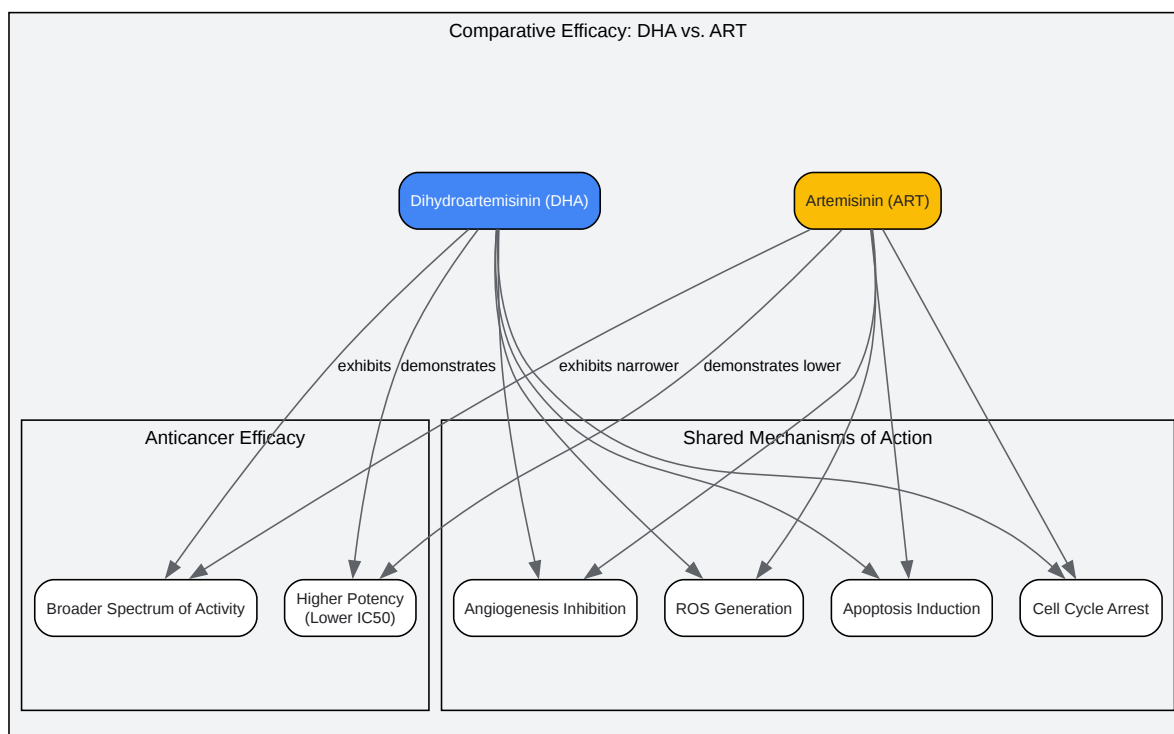 Comparative Efficacy: DHA vs. ART
Dihydroartemisinin (DHA)
Artemisinin (ART)
exhibits
demonstrates
exhibits narrower
demonstrates lower
Anticancer Efficacy
Shared Mechanisms of Action
Broader Spectrum of Activity
Higher Potency
(Lower IC50)
Angiogenesis Inhibition
ROS Generation
Apoptosis Induction
Cell Cycle Arrest